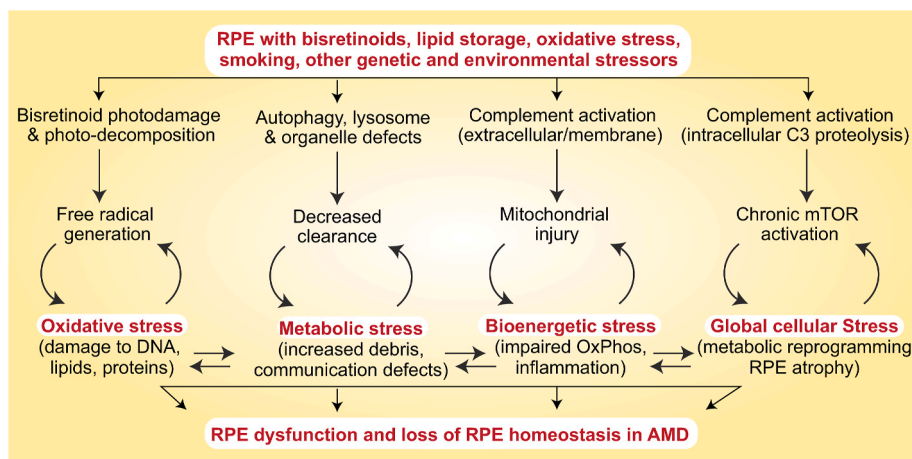 RPE with bisretinoids, lipid storage, oxidative stress,
smoking, other genetic and environmental stressors
Bisretinoid photodamage
& photo-decomposition
Autophagy, lysosome
& organelle defects
Complement activation
(extracellular/membrane)
Complement activation
(intracellular C3 proteolysis)
Free radical
generation
Decreased
clearance
Mitochondrial
injury
Chronic mTOR
activation
Oxidative stress
(damage to DNA,
lipids, proteins)
Metabolic stress
(increased debris,
communication defects)
Bioenergetic stress
(impaired OxPhos,
inflammation)
Global cellular Stress
(metabolic reprogramming
RPE atrophy)
RPE dysfunction and loss of RPE homeostasis in AMD